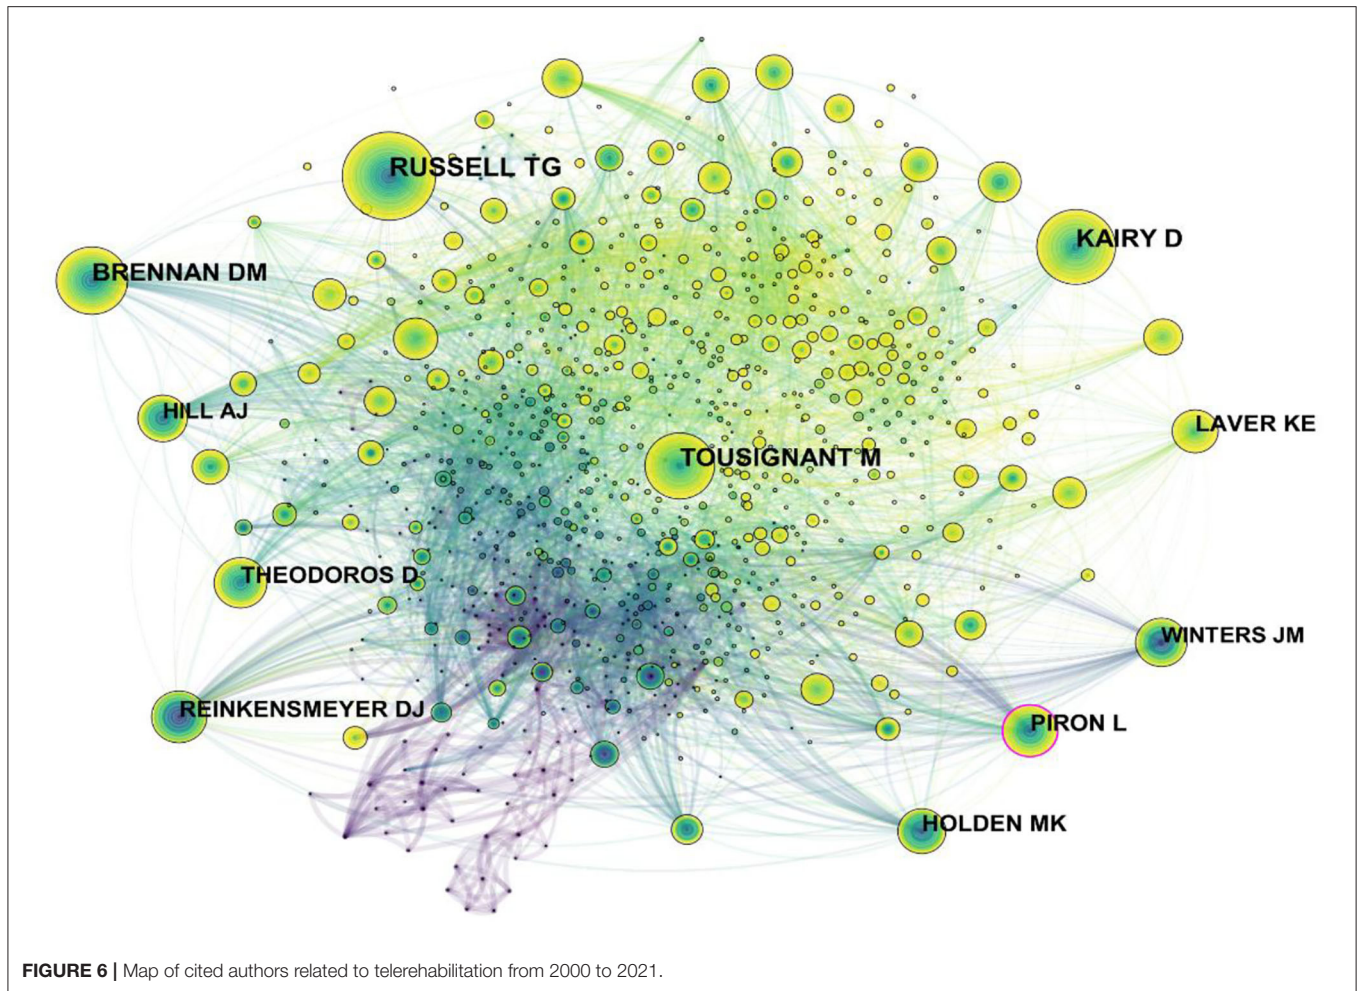 RUSSELL TG
KAIRY D
BRENNAN DM
HILL AJ
LAVER KE
TOUSIGNANT M
THEODOROS D
WINTERS JM
REINKENSMEYER DJ
PIRON L
HOLDEN MK
FIGURE 6 | Map of cited authors related to telerehabilitation from 2000 to 2021.